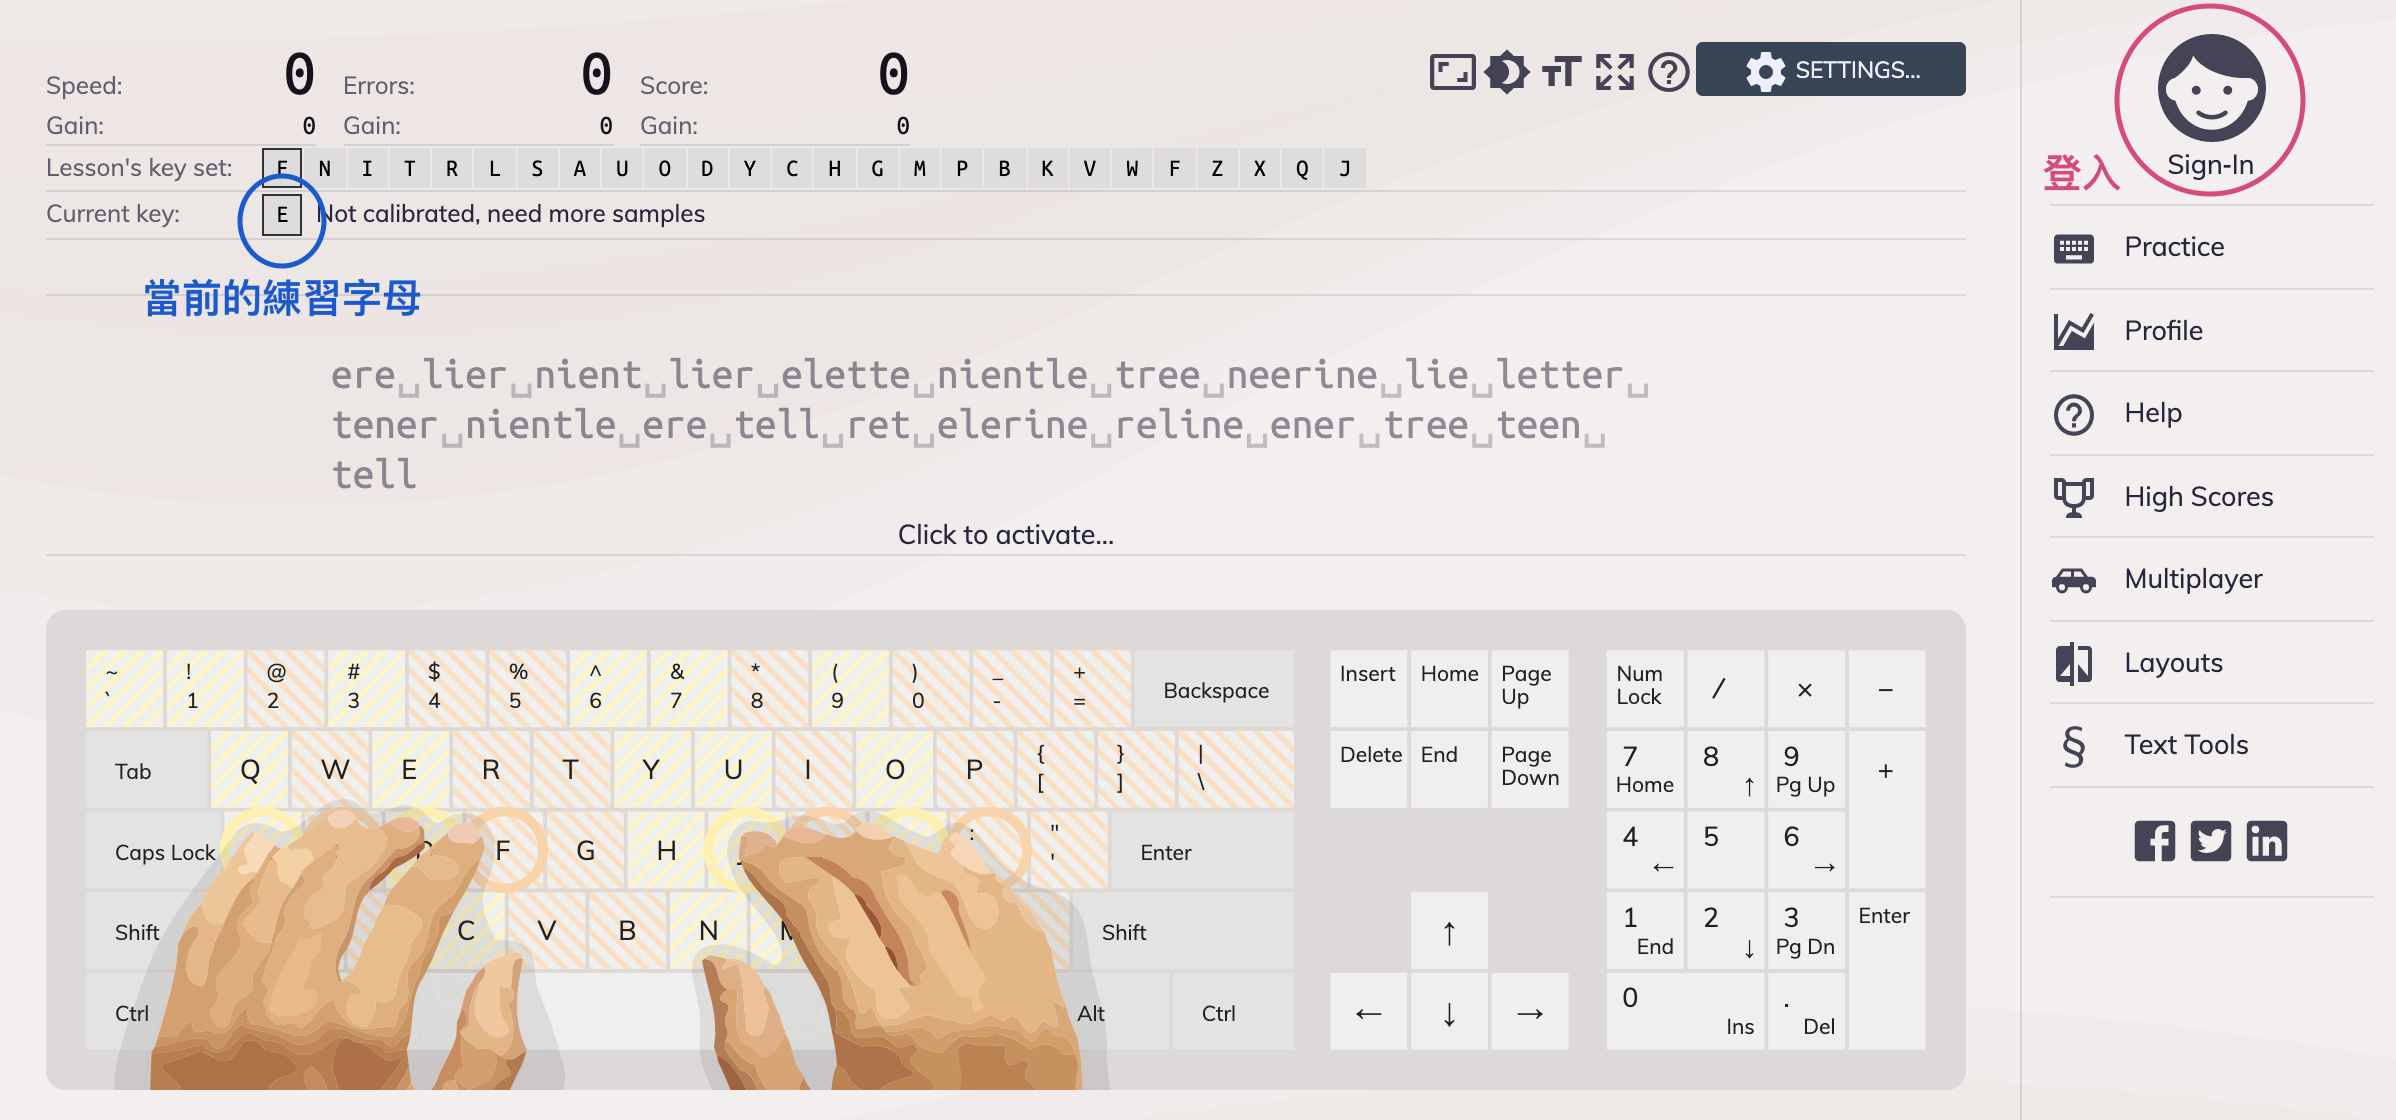 Speed: 0 Errors: 0 Score: 0
Gain: 0 Gain: 0 Gain: 0
SETTINGS...
Lesson's key set: E N I T R L S A U O D Y C H G M P B K V W F Z X Q J
Current key: E Not calibrated, need more samples
當前的練習字母
ere␣lier␣nient␣lier␣elette␣nientle␣tree␣neerine␣lie␣letter␣
tener␣nientle␣ere␣tell␣ret␣elerine␣reline␣ener␣tree␣teen␣
tell
Click to activate...
~ ! @ # $ % ^ & * ( ) _ +
` 1 2 3 4 5 6 7 8 9 0 - = Backspace
Tab Q W E R T Y U I O P { [ } ] | \
Caps Lock F G H : " ' Enter
Shift C V B N Shift
Ctrl Alt Ctrl
Insert Home Page Up
Delete End Page Down
↑
← ↓ →
Num Lock / × −
7 Home 8 ↑ 9 Pg Up +
4 ← 5 6 →
1 End 2 ↓ 3 Pg Dn Enter
0 Ins . Del
登入
Sign-In
Practice
Profile
Help
High Scores
Multiplayer
Layouts
Text Tools